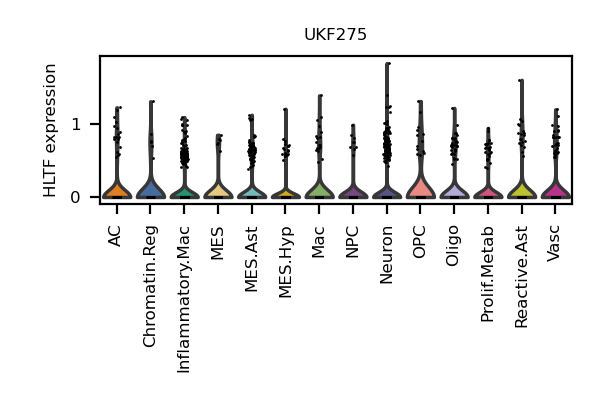 UKF275
HLTF expression
1
0
AC
Chromatin.Reg
Inflammatory.Mac
MES
MES.Ast
MES.Hyp
Mac
NPC
Neuron
OPC
Oligo
Prolif.Metab
Reactive.Ast
Vasc